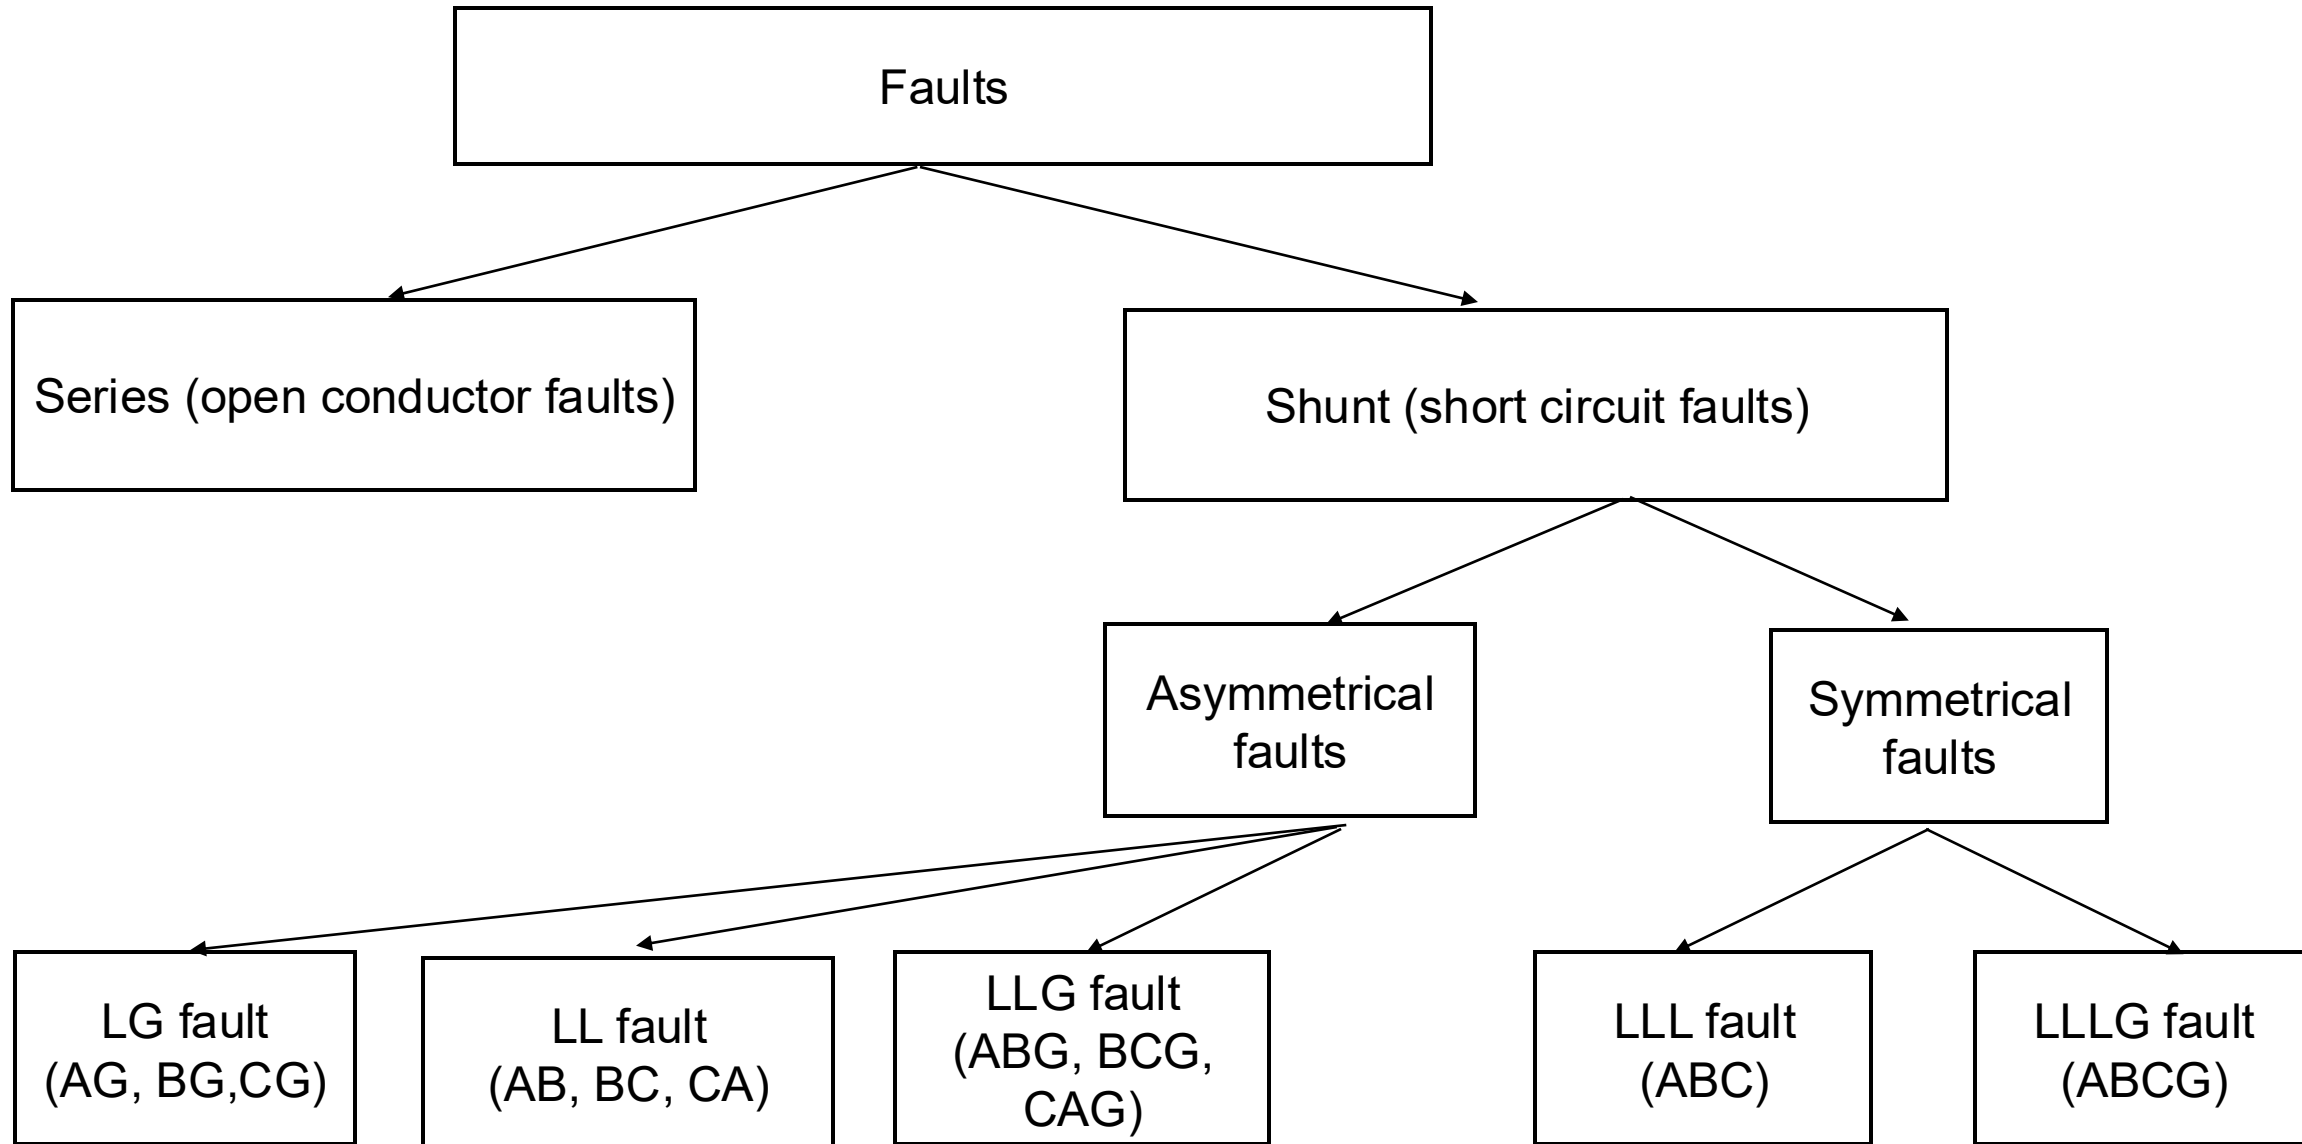 Faults
Series (open conductor faults)
Shunt (short circuit faults)
Asymmetrical
faults
Symmetrical
faults
LG fault
(AG, BG,CG)
LL fault
(AB, BC, CA)
LLG fault
(ABG, BCG,
CAG)
LLL fault
(ABC)
LLLG fault
(ABCG)